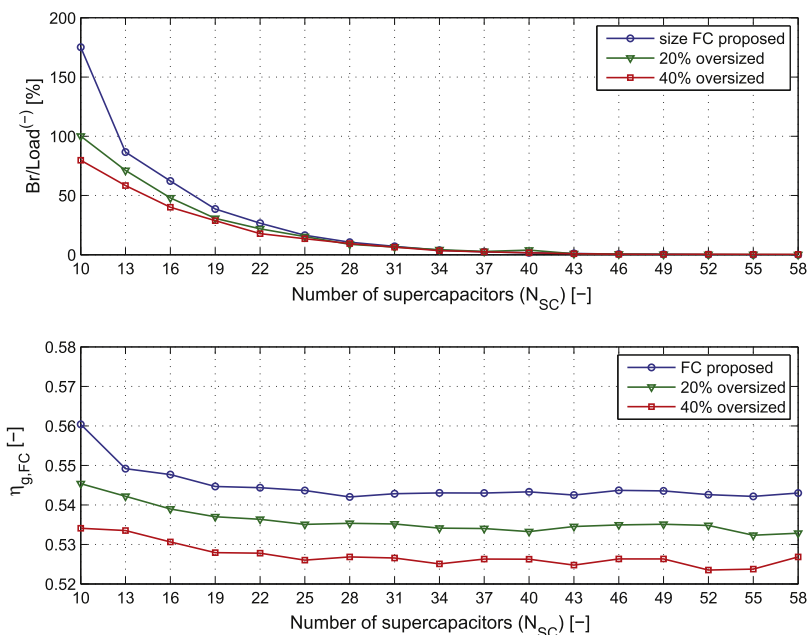 200
150
100
50
0
Br/Load(-) [%]
size FC proposed
20% oversized
40% oversized
10 13 16 19 22 25 28 31 34 37 40 43 46 49 52 55 58
Number of supercapacitors (NSC) [-]
0.58
0.57
0.56
0.55
0.54
0.53
0.52
ηg,FC [-]
FC proposed
20% oversized
40% oversized
10 13 16 19 22 25 28 31 34 37 40 43 46 49 52 55 58
Number of supercapacitors (NSC) [-]